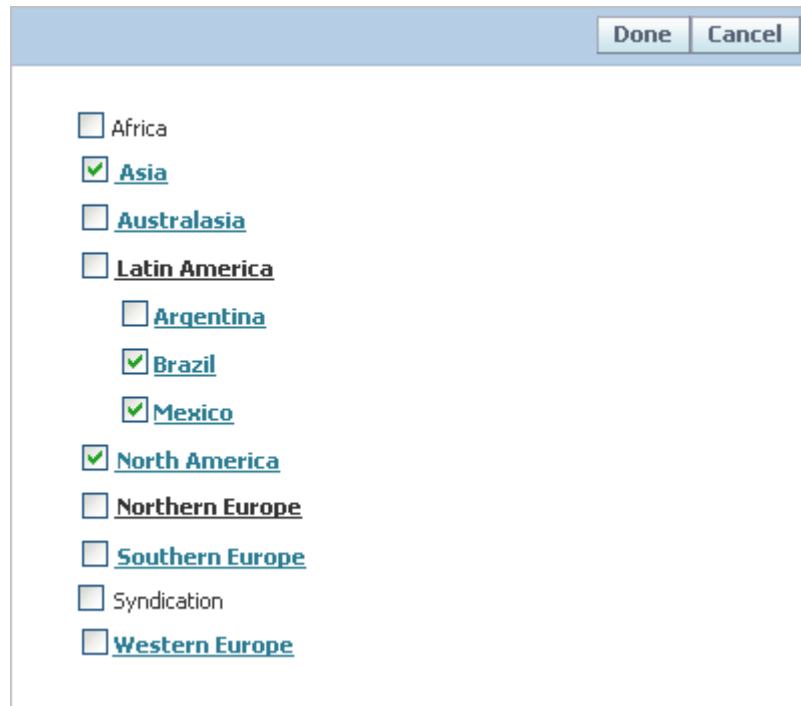 Done Cancel
Africa
Asia
Australasia
Latin America
Argentina
Brazil
Mexico
North America
Northern Europe
Southern Europe
Syndication
Western Europe